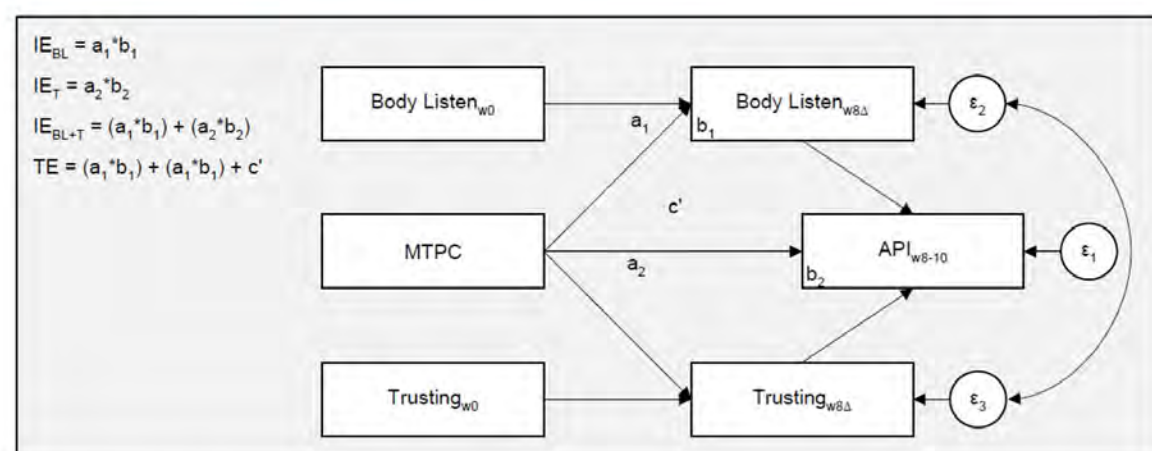 IE_BL = a_1*b_1
IE_T = a_2*b_2
IE_BL+T = (a_1*b_1) + (a_2*b_2)
TE = (a_1*b_1) + (a_1*b_1) + c'
Body Listen_w0
Body Listen_w8Δ
ε_2
a_1
b_1
c'
MTPC
API_w8-10
ε_1
a_2
b_2
Trusting_w0
Trusting_w8Δ
ε_3